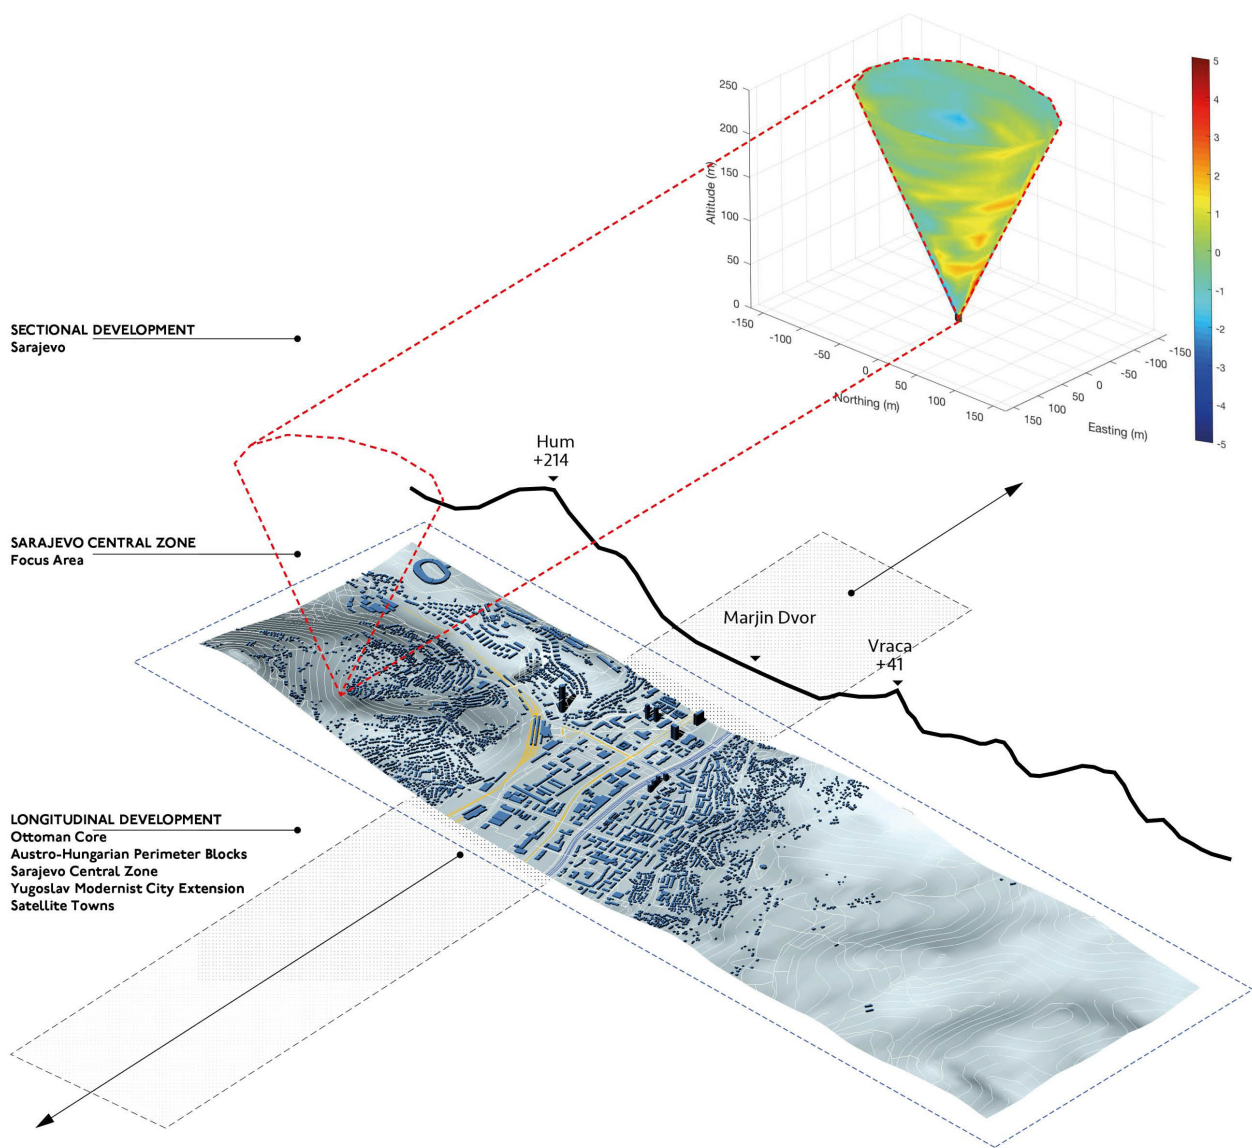 250
200
150
100
50
0
Altitude (m)
-150
-100
-50
0
50
100
150
Northing (m)
150
100
50
0
-50
-100
-150
Easting (m)
5
4
3
2
1
0
-1
-2
-3
-4
-5
SECTIONAL DEVELOPMENT
Sarajevo
Hum
+214
SARAJEVO CENTRAL ZONE
Focus Area
Marjin Dvor
Vraca
+41
LONGITUDINAL DEVELOPMENT
Ottoman Core
Austro-Hungarian Perimeter Blocks
Sarajevo Central Zone
Yugoslav Modernist City Extension
Satellite Towns